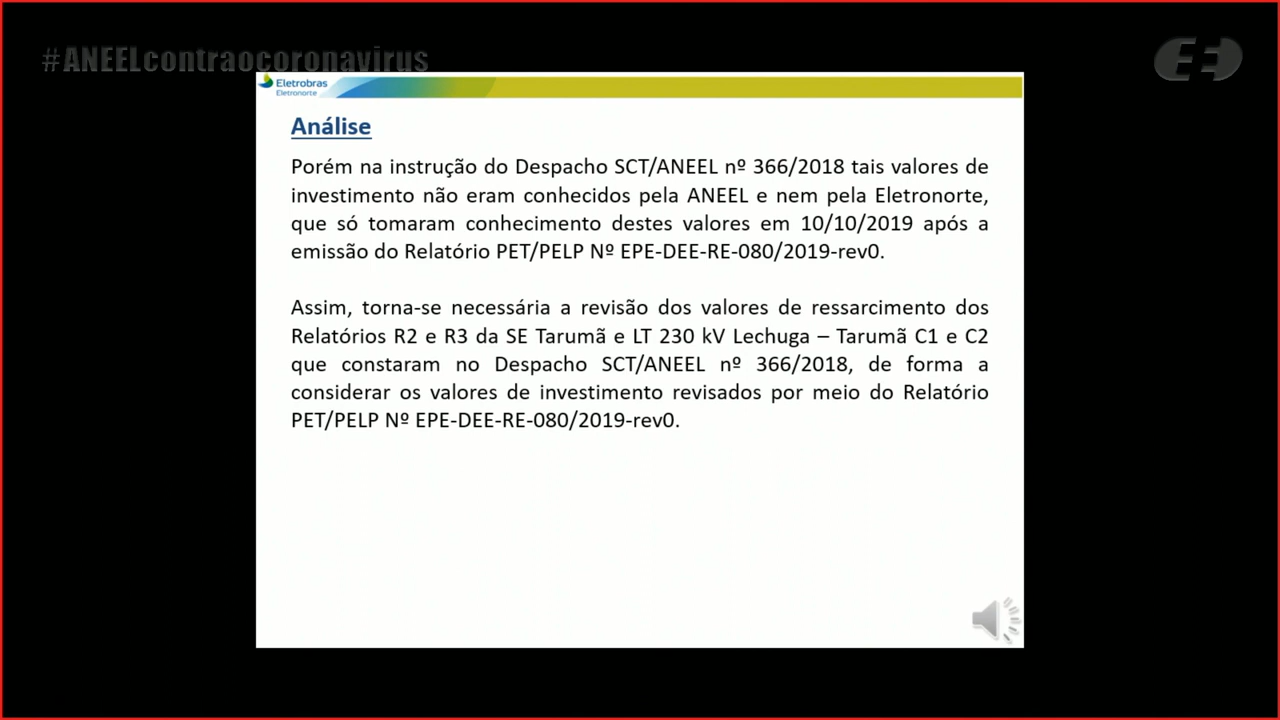 #ANEELcontraocoronavirus
Eletrobras
Eletronorte
Análise
Porém na instrução do Despacho SCT/ANEEL nº 366/2018 tais valores de
investimento não eram conhecidos pela ANEEL e nem pela Eletronorte,
que só tomaram conhecimento destes valores em 10/10/2019 após a
emissão do Relatório PET/PELP Nº EPE-DEE-RE-080/2019-rev0.
Assim, torna-se necessária a revisão dos valores de ressarcimento dos
Relatórios R2 e R3 da SE Tarumã e LT 230 kV Lechuga – Tarumã C1 e C2
que constaram no Despacho SCT/ANEEL nº 366/2018, de forma a
considerar os valores de investimento revisados por meio do Relatório
PET/PELP Nº EPE-DEE-RE-080/2019-rev0.